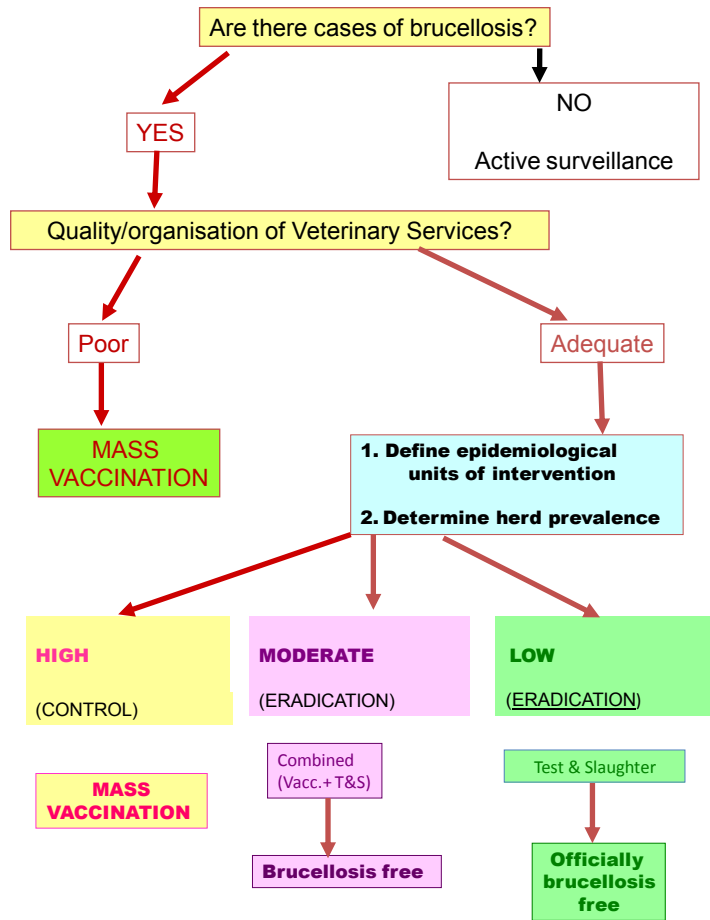 Are there cases of brucellosis?
NO
Active surveillance
YES
Quality/organisation of Veterinary Services?
Poor
Adequate
MASS
VACCINATION
1. Define epidemiological
units of intervention
2. Determine herd prevalence
HIGH
(CONTROL)
MODERATE
(ERADICATION)
LOW
(ERADICATION)
MASS
VACCINATION
Combined
(Vacc.+ T&S)
Test & Slaughter
Brucellosis free
Officially
brucellosis
free